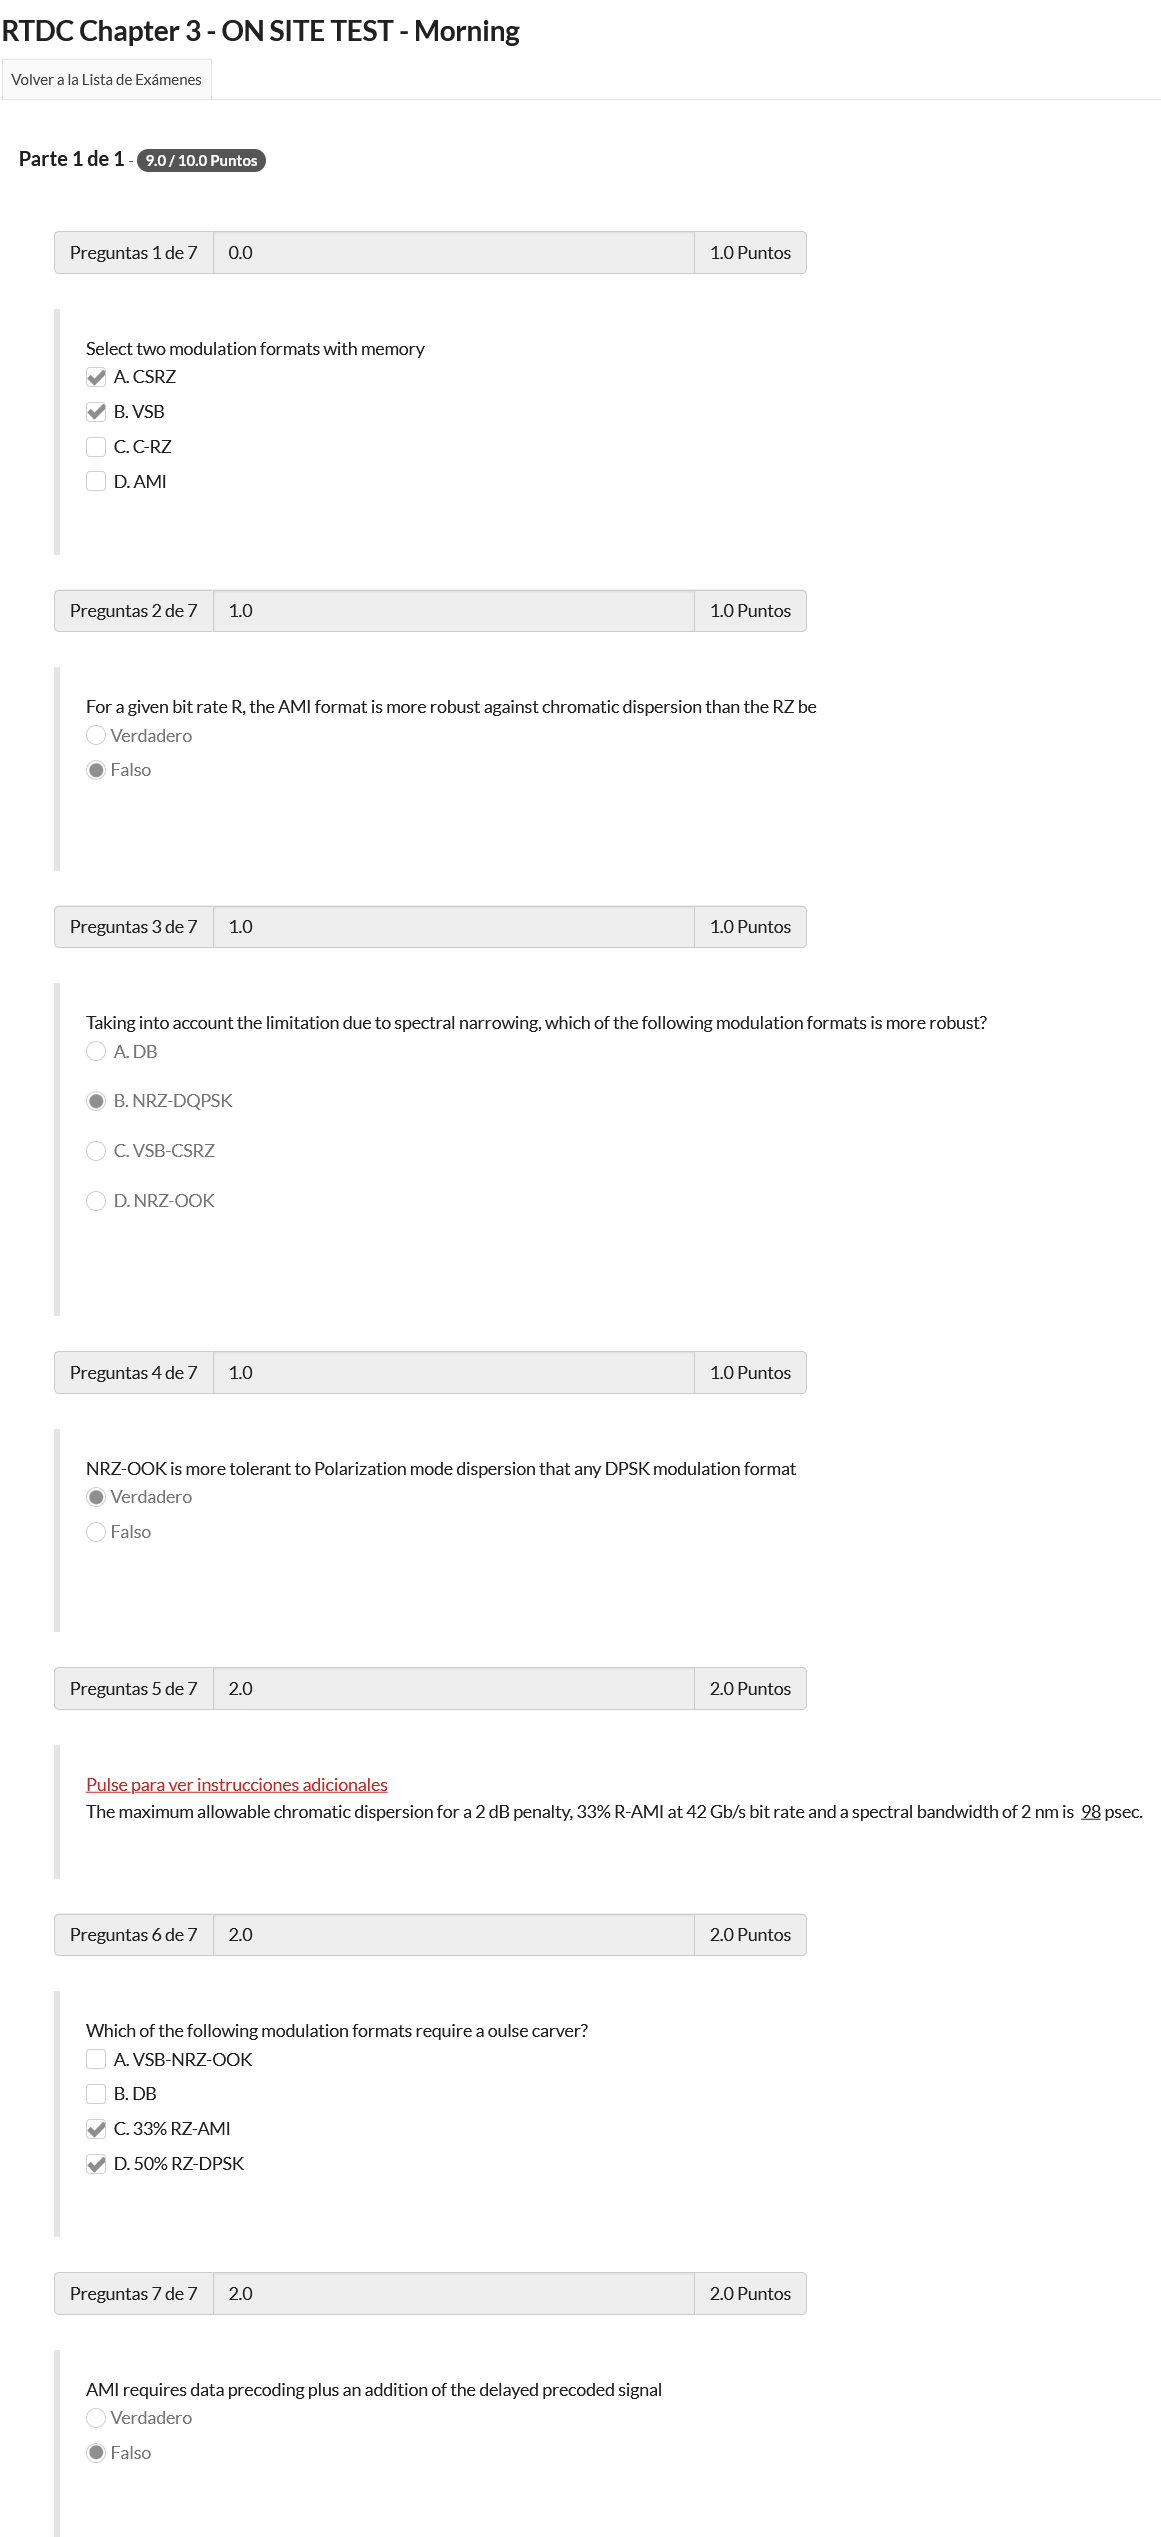 RTDC Chapter 3 - ON SITE TEST - Morning
Volver a la Lista de Exámenes
Parte 1 de 1 - 9.0 / 10.0 Puntos
Preguntas 1 de 7 0.0 1.0 Puntos
Select two modulation formats with memory
A. CSRZ
B. VSB
C. C-RZ
D. AMI
Preguntas 2 de 7 1.0 1.0 Puntos
For a given bit rate R, the AMI format is more robust against chromatic dispersion than the RZ be
Verdadero
Falso
Preguntas 3 de 7 1.0 1.0 Puntos
Taking into account the limitation due to spectral narrowing, which of the following modulation formats is more robust?
A. DB
B. NRZ-DQPSK
C. VSB-CSRZ
D. NRZ-OOK
Preguntas 4 de 7 1.0 1.0 Puntos
NRZ-OOK is more tolerant to Polarization mode dispersion that any DPSK modulation format
Verdadero
Falso
Preguntas 5 de 7 2.0 2.0 Puntos
Pulse para ver instrucciones adicionales
The maximum allowable chromatic dispersion for a 2 dB penalty, 33% R-AMI at 42 Gb/s bit rate and a spectral bandwidth of 2 nm is 98 psec.
Preguntas 6 de 7 2.0 2.0 Puntos
Which of the following modulation formats require a oulse carver?
A. VSB-NRZ-OOK
B. DB
C. 33% RZ-AMI
D. 50% RZ-DPSK
Preguntas 7 de 7 2.0 2.0 Puntos
AMI requires data precoding plus an addition of the delayed precoded signal
Verdadero
Falso